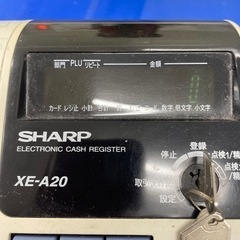 部門 PLU リピート 金額
カード レジ止 小計 合計 数字 倍文字 小文字
SHARP
ELECTRONIC CASH REGISTER
XE-A20
登録
停止 点検1/精
取消
設定